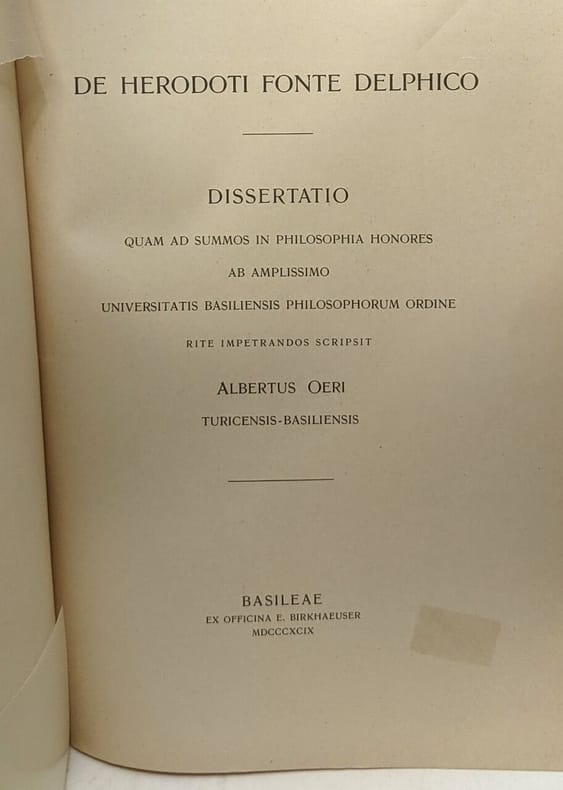 DE HERODOTI FONTE DELPHICO
DISSERTATIO
QUAM AD SUMMOS IN PHILOSOPHIA HONORES
AB AMPLISSIMO
UNIVERSITATIS BASILIENSIS PHILOSOPHORUM ORDINE
RITE IMPETRANDOS SCRIPSIT
ALBERTUS OERI
TURICENSIS-BASILIENSIS
BASILEAE
EX OFFICINA E. BIRKHAEUSER
MDCCCXCIX